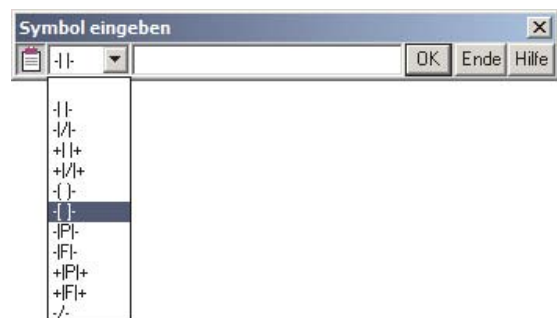 Symbol eingeben
-| |- OK Ende Hilfe
-| |-
-|/|-
+| |+
+|/|+
-( )-
-[ ]-
-|P|-
-|F|-
+|P|+
+|F|+
-/-